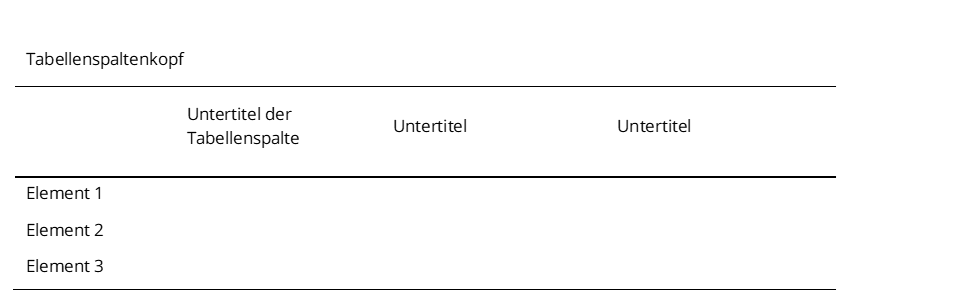 Tabellenspaltenkopf
Untertitel der
Tabellenspalte
Untertitel
Untertitel
Element 1
Element 2
Element 3